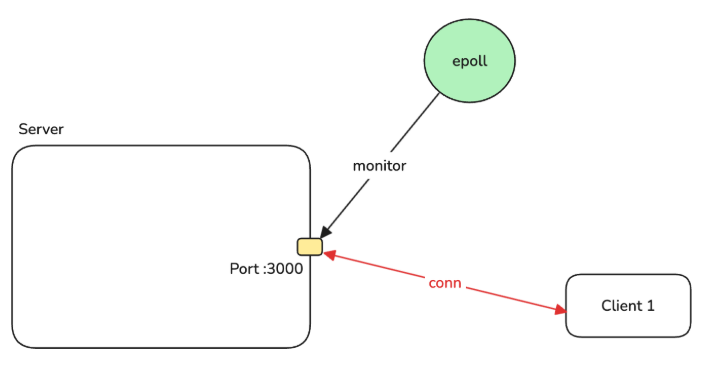 epoll
Server
monitor
Port :3000
conn
Client 1